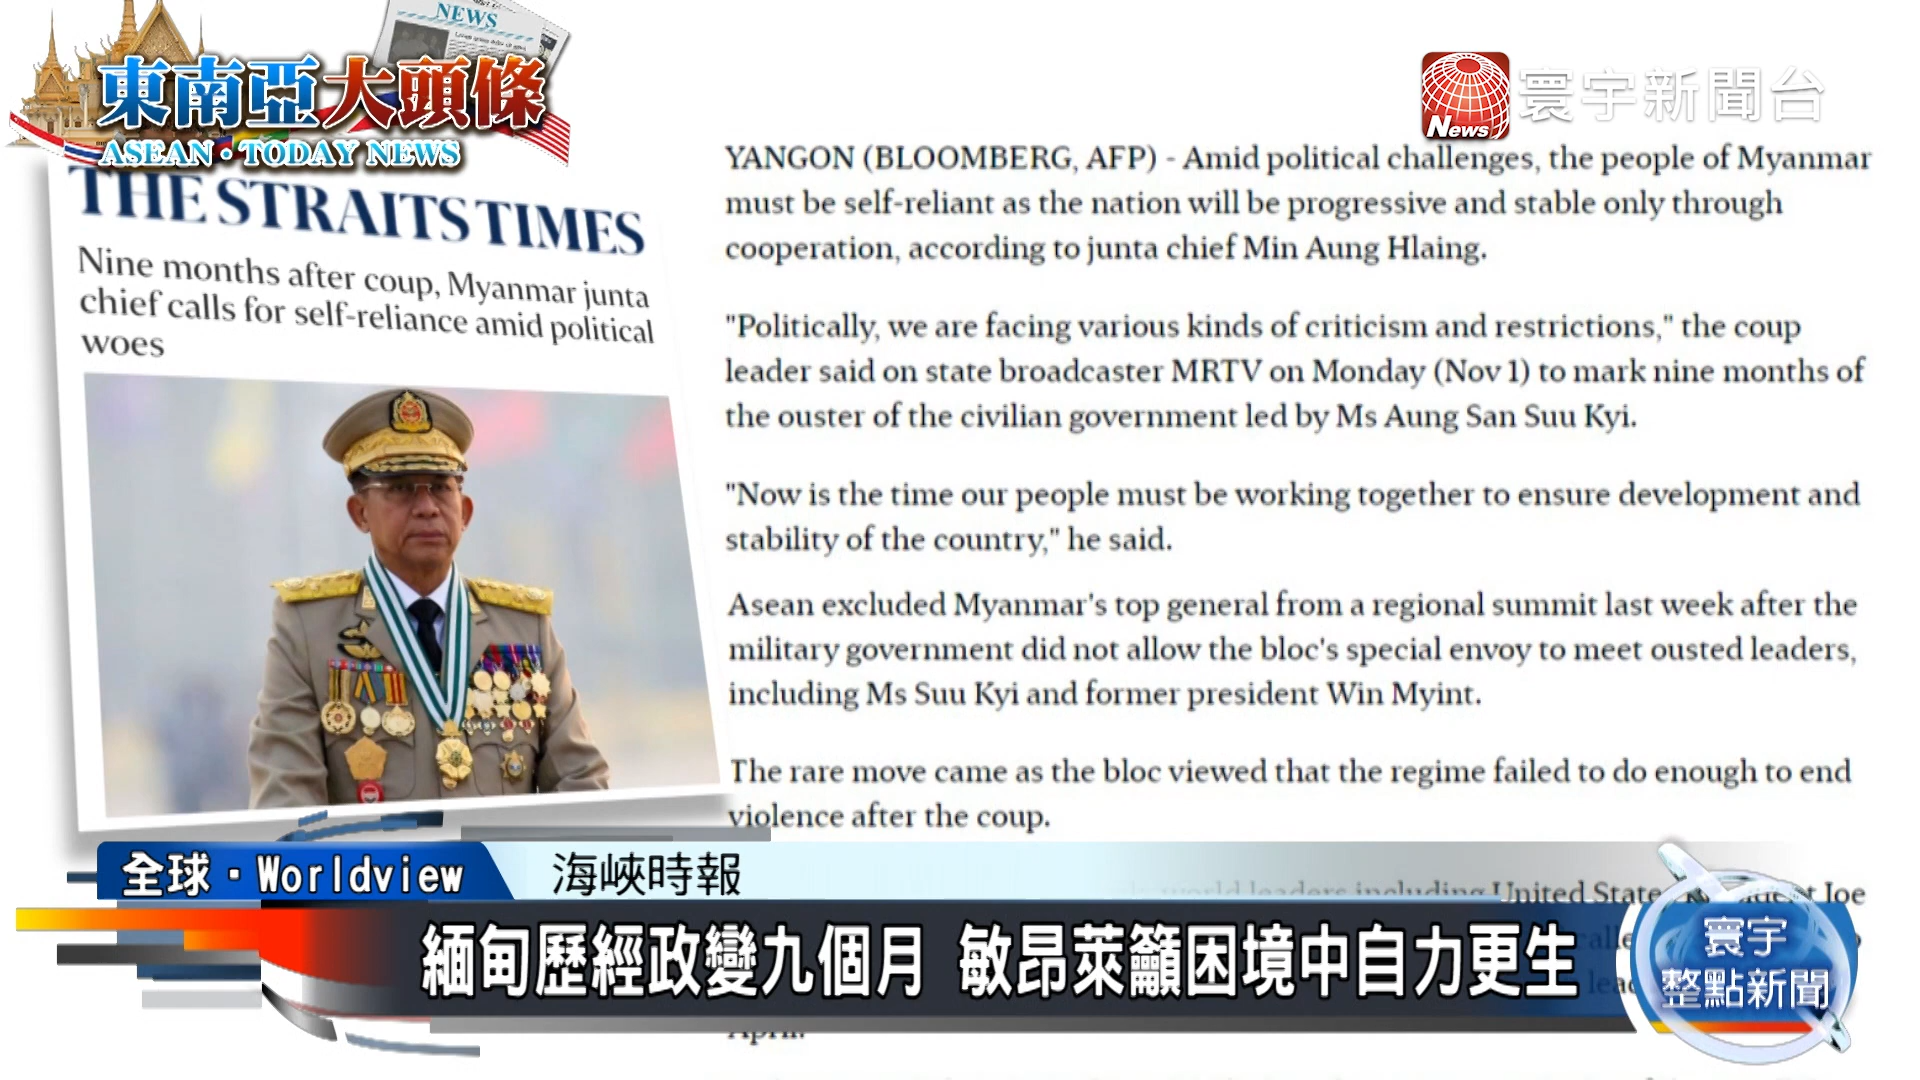 NEWS
東南亞大頭條
ASEAN · TODAY NEWS
News
寰宇新聞台
THE STRAITS TIMES
Nine months after coup, Myanmar junta
chief calls for self-reliance amid political
woes
YANGON (BLOOMBERG, AFP) - Amid political challenges, the people of Myanmar
must be self-reliant as the nation will be progressive and stable only through
cooperation, according to junta chief Min Aung Hlaing.
"Politically, we are facing various kinds of criticism and restrictions," the coup
leader said on state broadcaster MRTV on Monday (Nov 1) to mark nine months of
the ouster of the civilian government led by Ms Aung San Suu Kyi.
"Now is the time our people must be working together to ensure development and
stability of the country," he said.
Asean excluded Myanmar's top general from a regional summit last week after the
military government did not allow the bloc's special envoy to meet ousted leaders,
including Ms Suu Kyi and former president Win Myint.
The rare move came as the bloc viewed that the regime failed to do enough to end
violence after the coup.
world leaders including United States Joe
April.
全球·Worldview
海峽時報
緬甸歷經政變九個月 敏昂萊籲困境中自力更生
寰宇
整點新聞